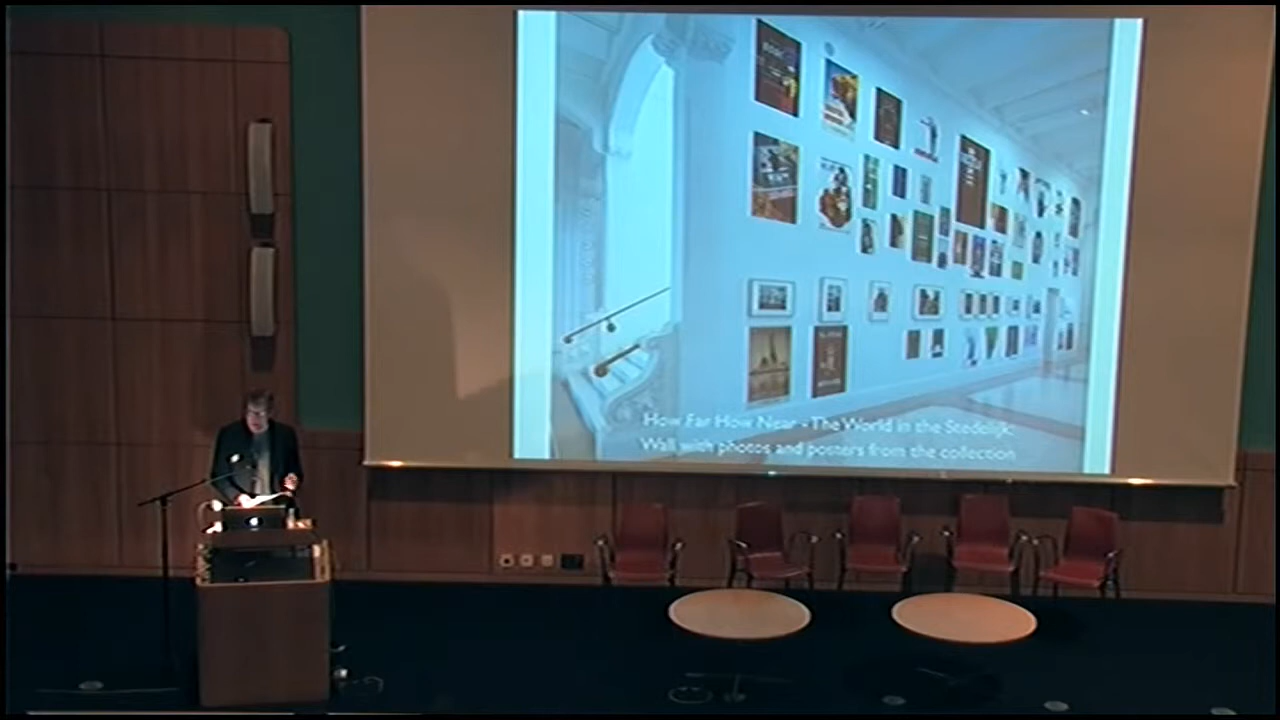 How Far How Near - The World in the Stedelijk:
Wall with photos and posters from the collection